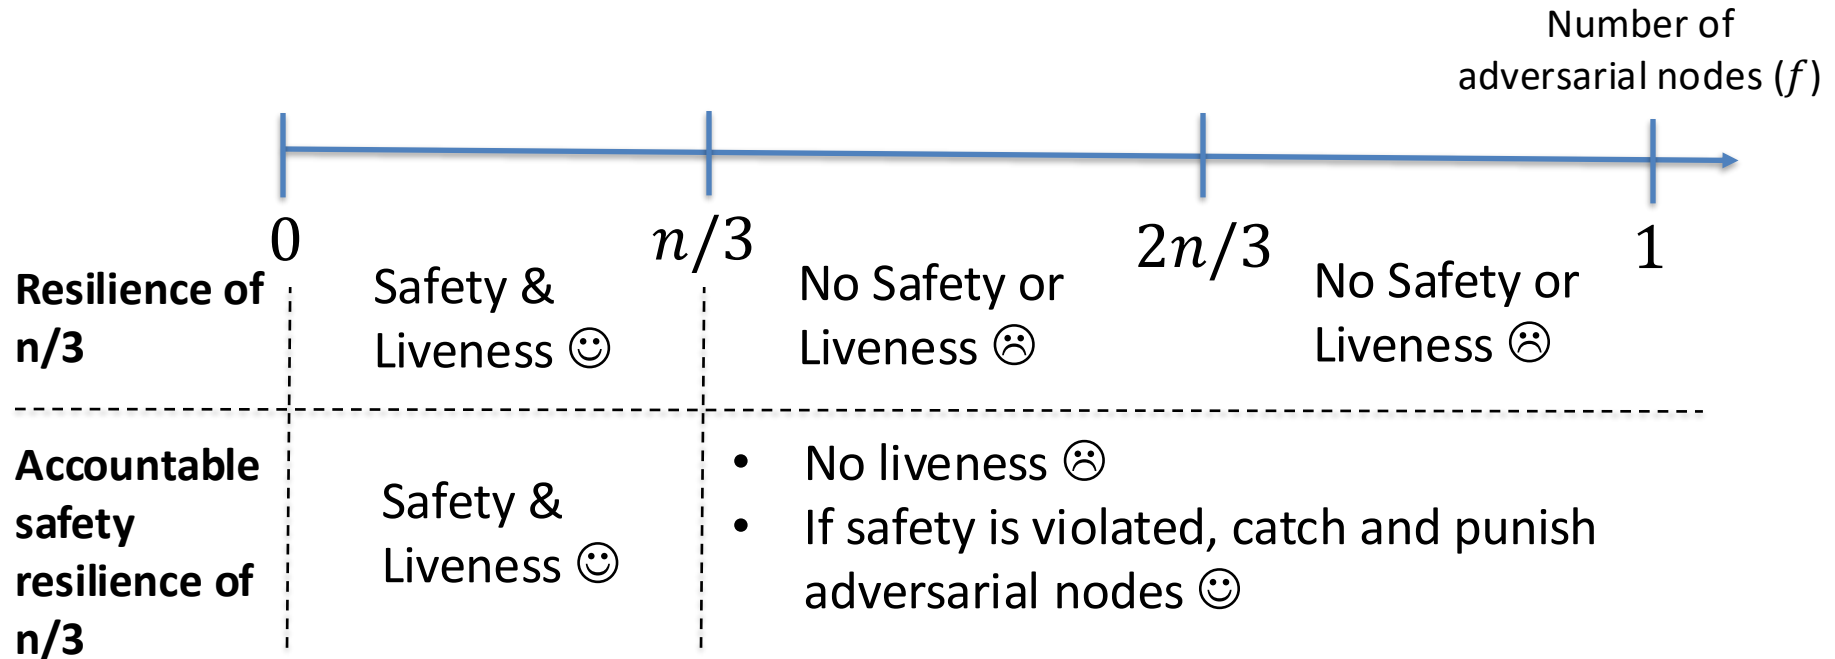 Number of
adversarial nodes (f)
0
n/3
2n/3
1
Resilience of
n/3
Safety &
Liveness ☺
No Safety or
Liveness ☹
No Safety or
Liveness ☹
Accountable
safety
resilience of
n/3
Safety &
Liveness ☺
• No liveness ☹
• If safety is violated, catch and punish
adversarial nodes ☺